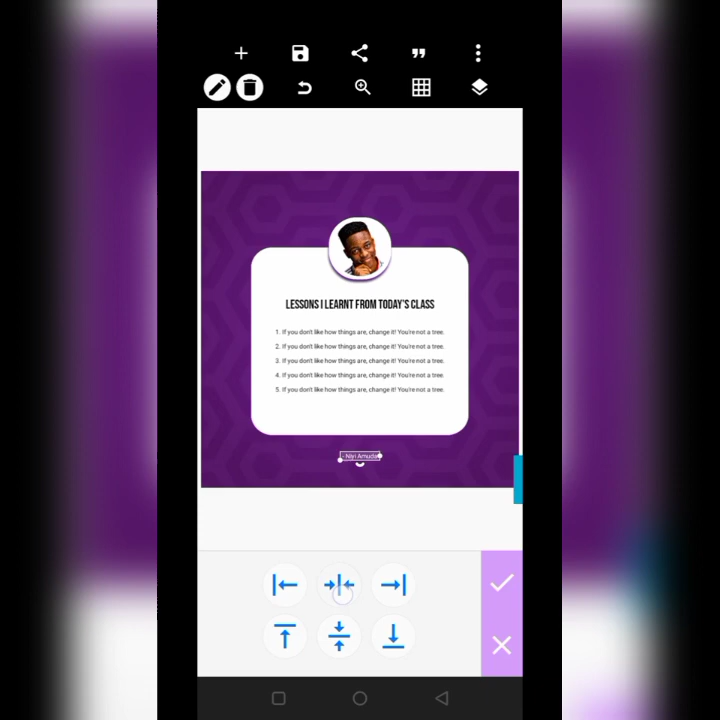 LESSONS I LEARNT FROM TODAY'S CLASS
1. If you don't like how things are, change it! You're not a tree.
2. If you don't like how things are, change it! You're not a tree.
3. If you don't like how things are, change it! You're not a tree.
4. If you don't like how things are, change it! You're not a tree.
5. If you don't like how things are, change it! You're not a tree.
- Niyi Amuda